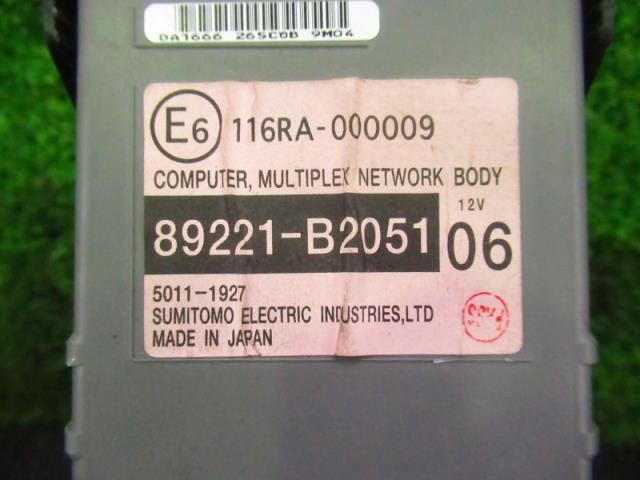 DA1666 265CDB 9M04
E6 116RA-000009
COMPUTER, MULTIPLEX NETWORK BODY
12V
89221-B2051 06
5011-1927
SUMITOMO ELECTRIC INDUSTRIES,LTD
MADE IN JAPAN